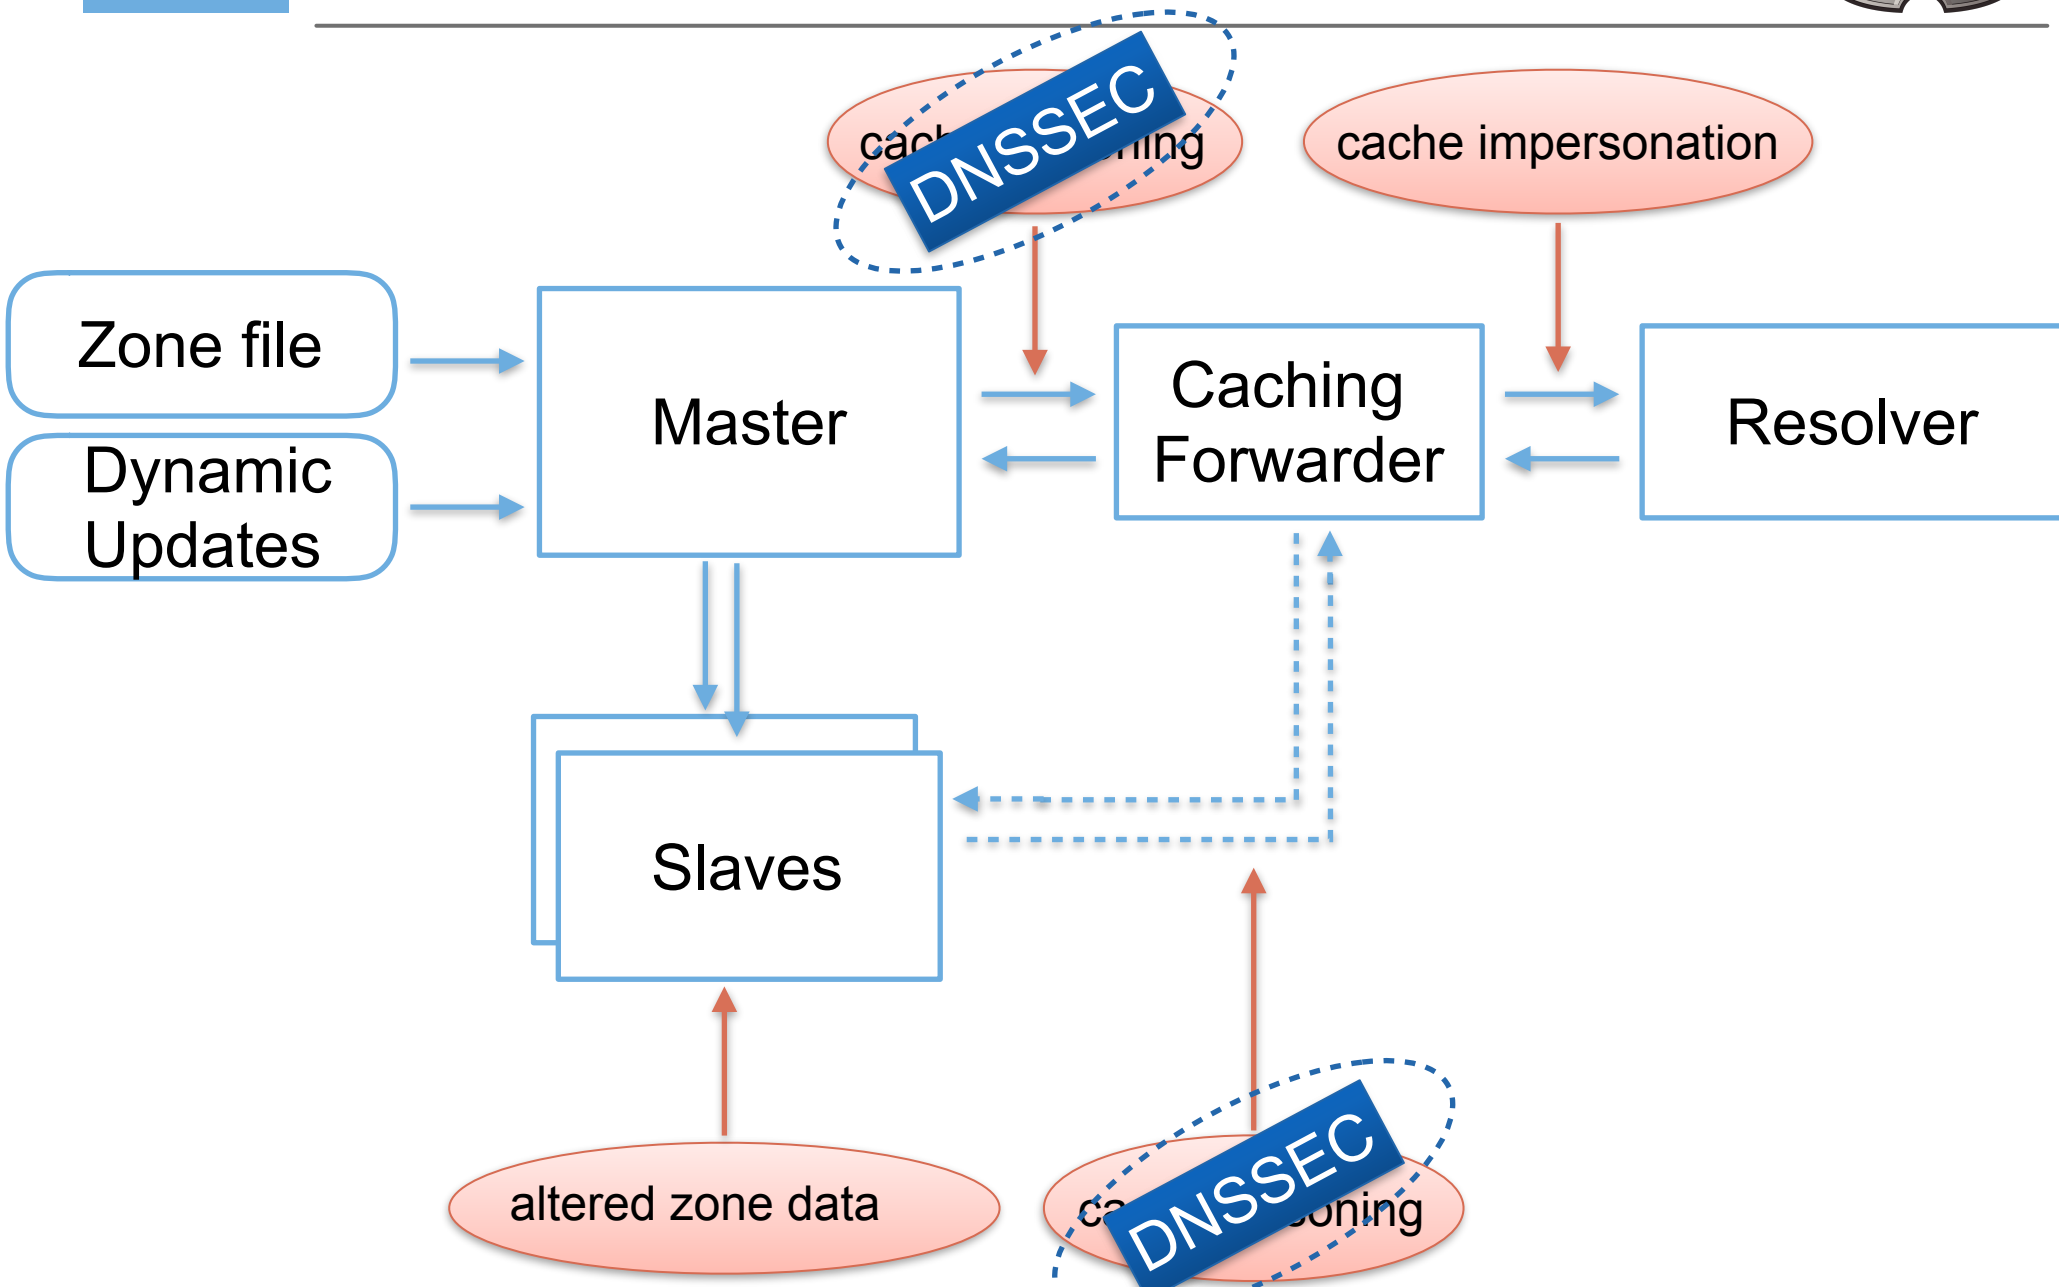 DNSSEC
cache impersonation
Zone file
Master
Caching
Forwarder
Resolver
Dynamic
Updates
Slaves
altered zone data
DNSSEC